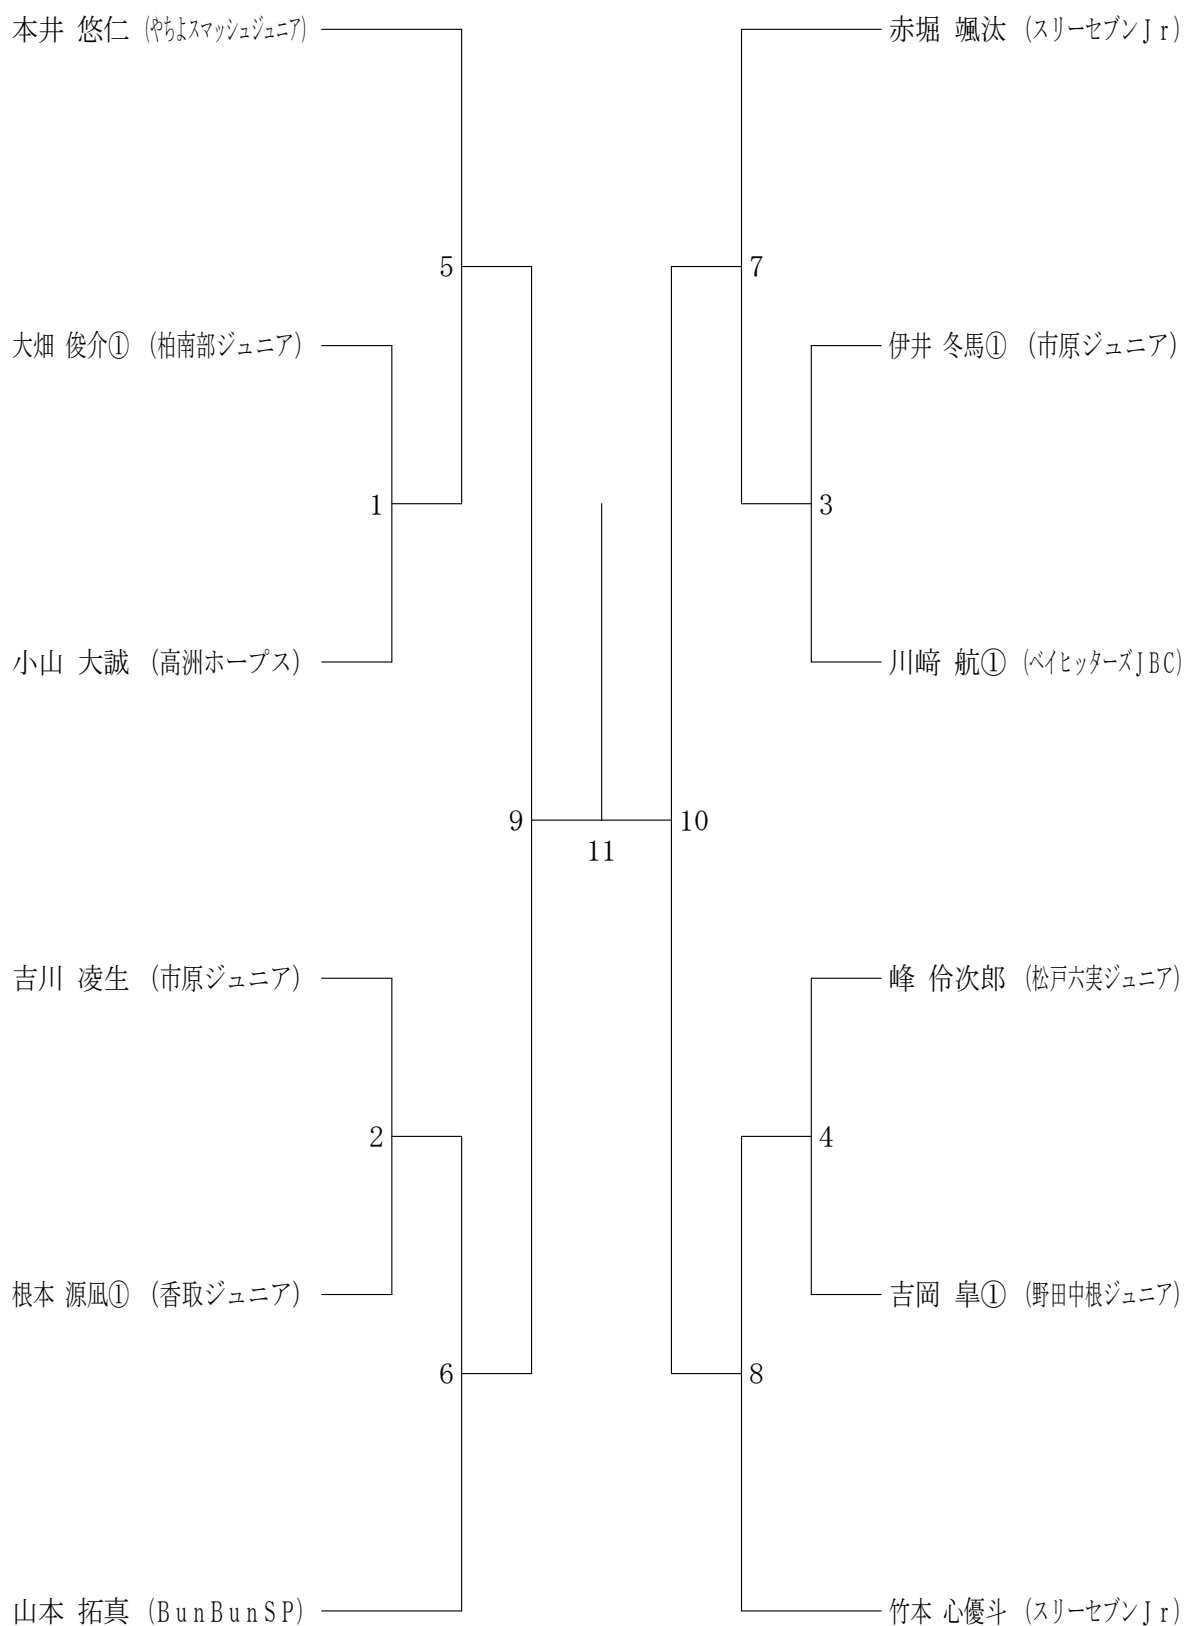 本井 悠仁 (やちよスマッシュジュニア)
赤堀 颯汰 (スリーセブンJr)
5
7
大畑 俊介① (柏南部ジュニア)
伊井 冬馬① (市原ジュニア)
1
3
小山 大誠 (高洲ホープス)
川﨑 航① (ベイヒッターズJBC)
9
10
11
吉川 凌生 (市原ジュニア)
峰 伶次郎 (松戸六実ジュニア)
2
4
根本 源凪① (香取ジュニア)
吉岡 皐① (野田中根ジュニア)
6
8
山本 拓真 (BunBunSP)
竹本 心優斗 (スリーセブンJr)